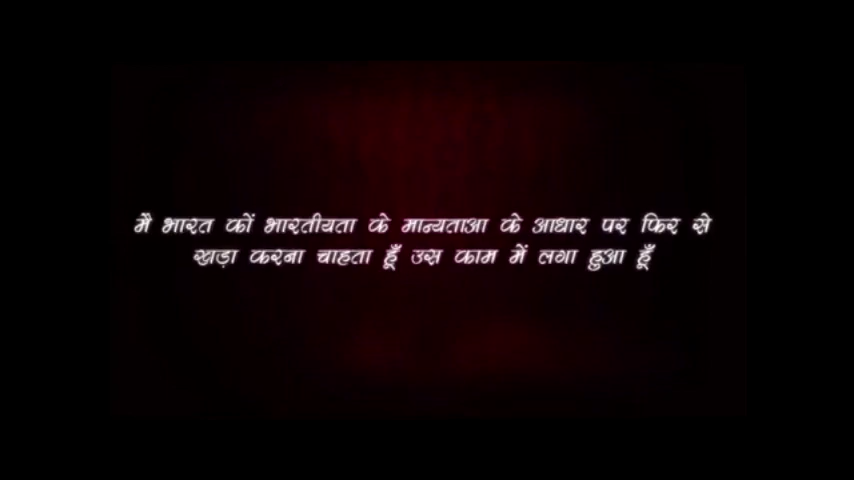 मै भारत कों भारतीयता के मान्यताआ के आधार पर फिर से
खड़ा करना चाहता हूँ उस काम में लगा हुआ हूँ